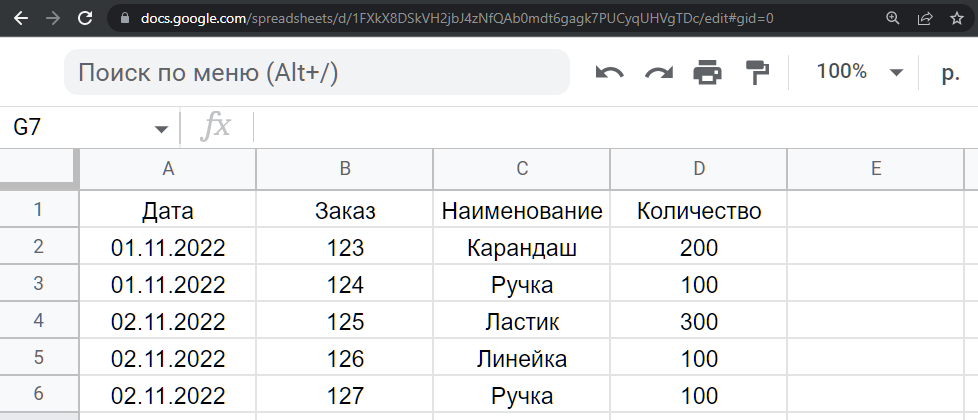 docs.google.com/spreadsheets/d/1FXkX8DSkVH2jbJ4zNfQAb0mdt6gagk7PUCyqUHVgTDc/edit#gid=0
Поиск по меню (Alt+/) 100% р.
G7 fx
A B C D E
1 Дата Заказ Наименование Количество
2 01.11.2022 123 Карандаш 200
3 01.11.2022 124 Ручка 100
4 02.11.2022 125 Ластик 300
5 02.11.2022 126 Линейка 100
6 02.11.2022 127 Ручка 100